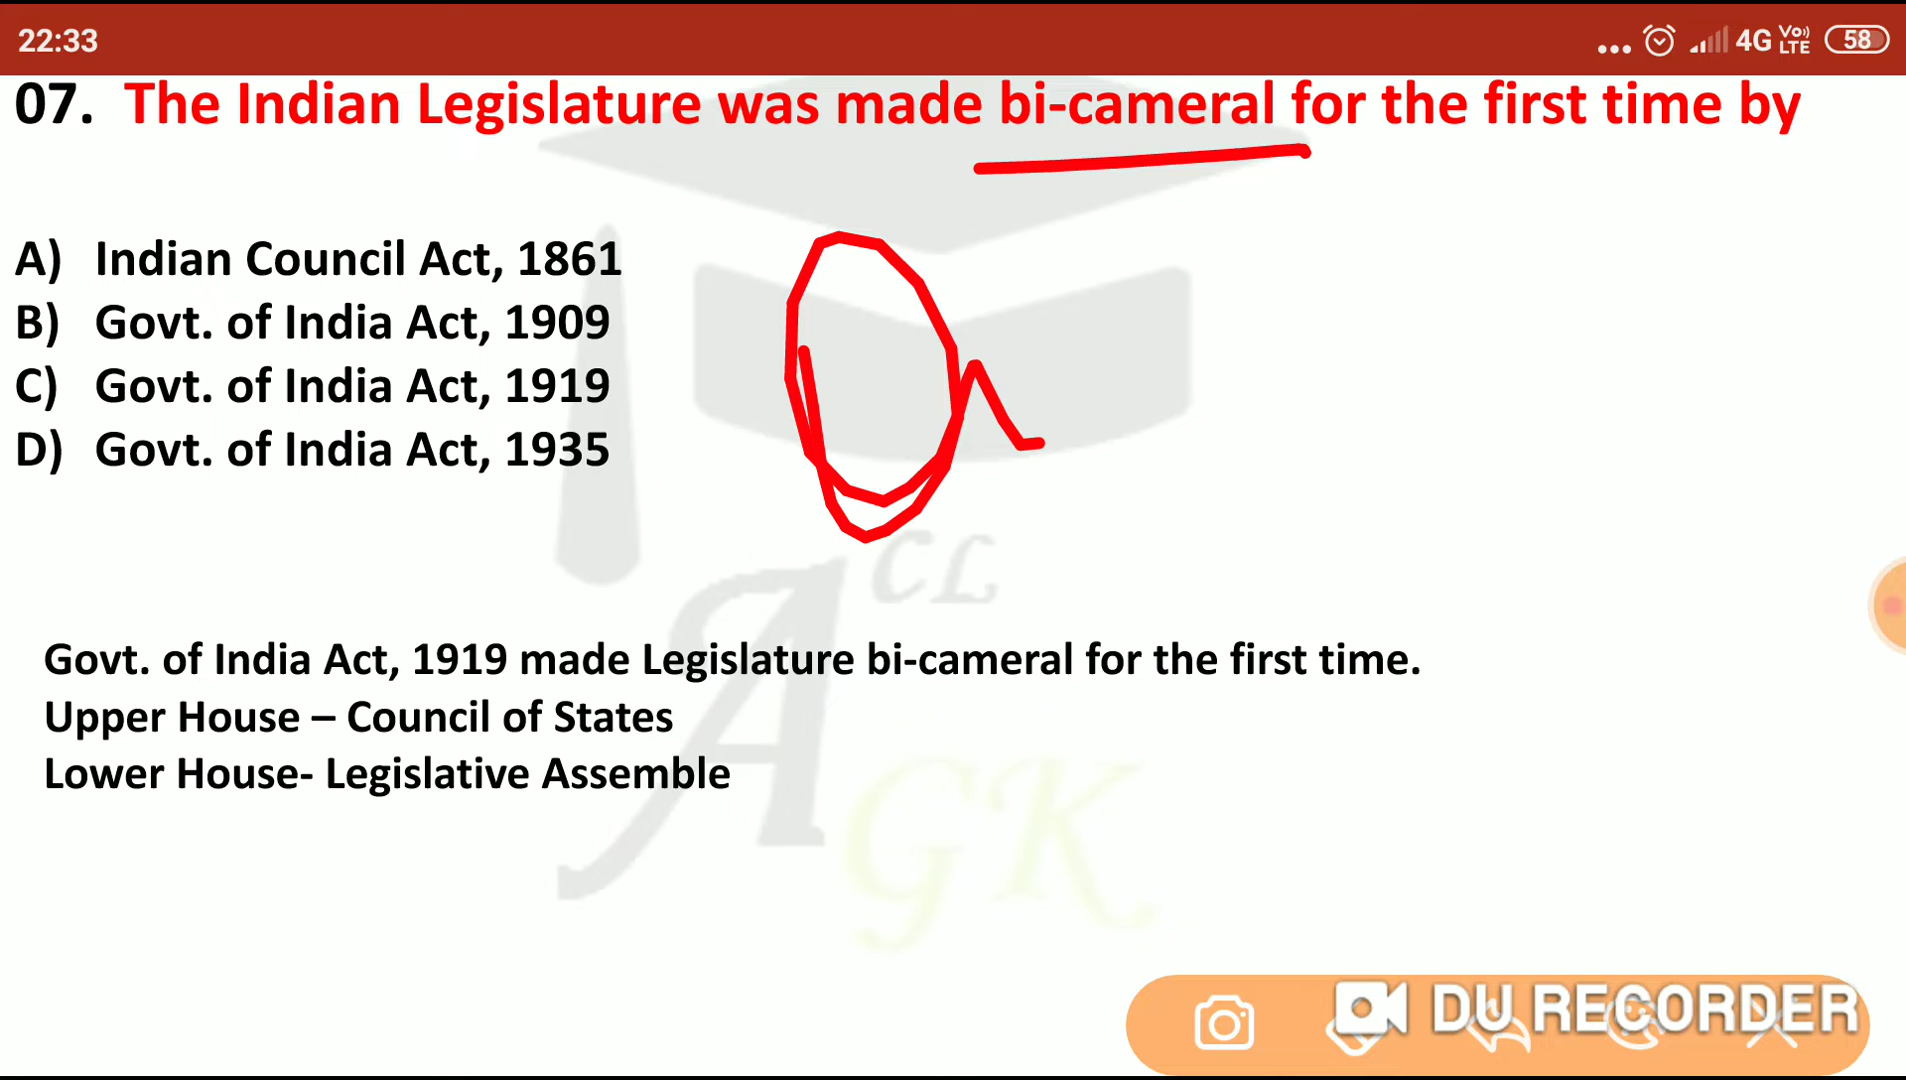 22:33
... 4G VoLTE 58
07. The Indian Legislature was made bi-cameral for the first time by
A) Indian Council Act, 1861
B) Govt. of India Act, 1909
C) Govt. of India Act, 1919
D) Govt. of India Act, 1935
CL
A
Govt. of India Act, 1919 made Legislature bi-cameral for the first time.
Upper House – Council of States
Lower House- Legislative Assemble
GK
DU RECORDER